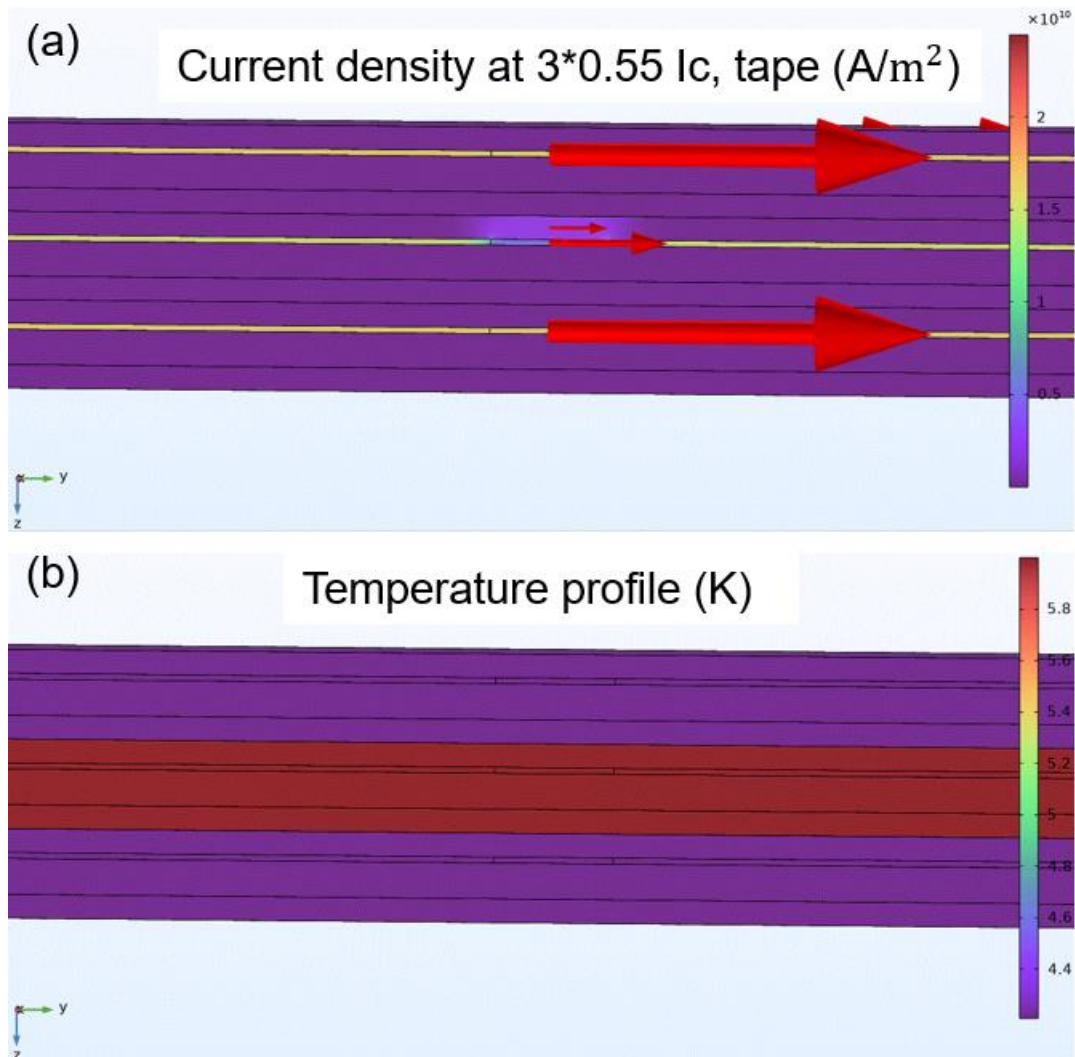 (a)
Current density at 3*0.55 Ic, tape (A/m²)
×10¹⁰
2
1.5
1
0.5
y
z
(b)
Temperature profile (K)
5.8
5.6
5.4
5.2
5
4.8
4.6
4.4
y
z